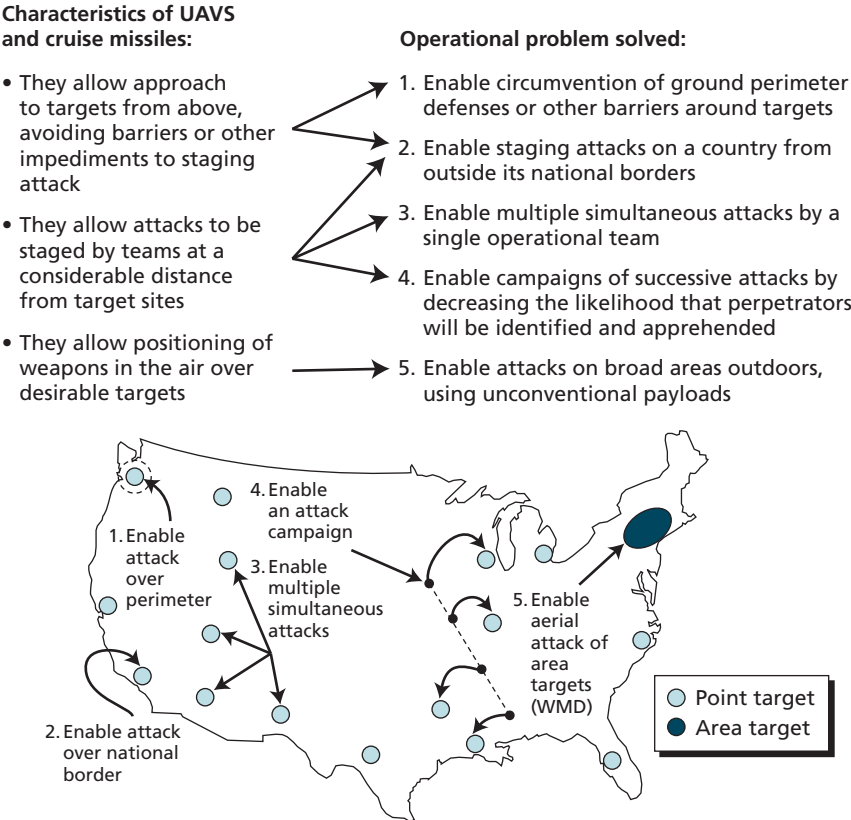 Characteristics of UAVS
and cruise missiles:
• They allow approach
to targets from above,
avoiding barriers or other
impediments to staging
attack
• They allow attacks to be
staged by teams at a
considerable distance
from target sites
• They allow positioning of
weapons in the air over
desirable targets
Operational problem solved:
1. Enable circumvention of ground perimeter
defenses or other barriers around targets
2. Enable staging attacks on a country from
outside its national borders
3. Enable multiple simultaneous attacks by a
single operational team
4. Enable campaigns of successive attacks by
decreasing the likelihood that perpetrators
will be identified and apprehended
5. Enable attacks on broad areas outdoors,
using unconventional payloads
1. Enable
attack
over
perimeter
4. Enable
an attack
campaign
3. Enable
multiple
simultaneous
attacks
5. Enable
aerial
attack of
area
targets
(WMD)
2. Enable attack
over national
border
Point target
Area target